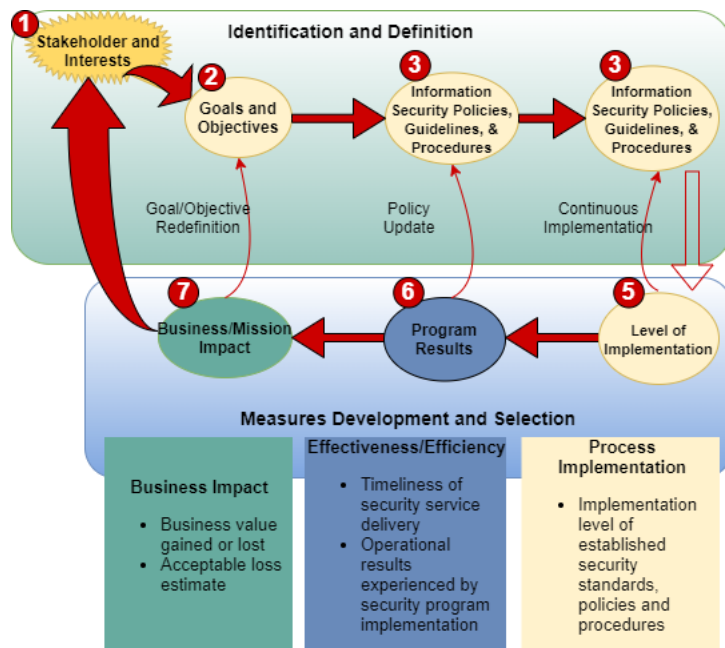 1
Stakeholder and
Interests
Identification and Definition
2
Goals and
Objectives
3
Information
Security Policies,
Guidelines, &
Procedures
3
Information
Security Policies,
Guidelines, &
Procedures
Goal/Objective
Redefinition
Policy
Update
Continuous
Implementation
7
Business/Mission
Impact
6
Program
Results
5
Level of
Implementation
Measures Development and Selection
Business Impact
• Business value
gained or lost
• Acceptable loss
estimate
Effectiveness/Efficiency
• Timeliness of
security service
delivery
• Operational
results
experienced by
security program
implementation
Process
Implementation
• Implementation
level of
established
security
standards,
policies and
procedures